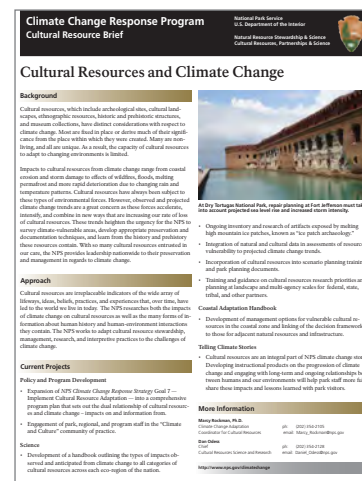 Climate Change Response Program
Cultural Resource Brief
National Park Service
U.S. Department of the Interior
Natural Resource Stewardship & Science
Cultural Resources, Partnerships & Science
Cultural Resources and Climate Change
Background
Cultural resources, which include archeological sites, cultural land-
scapes, ethnographic resources, historic and prehistoric structures,
and museum collections, have distinct considerations with respect to
climate change. Most are fixed in place or derive much of their signifi-
cance from the place within which they were created. Many are non-
living, and all are unique. As a result, the capacity of cultural resources
to adapt to changing environments is limited.
Impacts to cultural resources from climate change range from coastal
erosion and storm damage to effects of wildfires, floods, melting
permafrost and more rapid deterioration due to changing rain and
temperature patterns. Cultural resources have always been subject to
these types of environmental forces. However, observed and projected
climate change trends are a great concern as these forces accelerate,
intensify, and combine in new ways that are increasing our rate of loss
of cultural resources. These trends heighten the urgency for the NPS to
survey climate-vulnerable areas, develop appropriate preservation and
documentation techniques, and learn from the history and prehistory
these resources contain. With so many cultural resources entrusted in
our care, the NPS provides leadership nationwide to their preservation
and management in regards to climate change.
Approach
Cultural resources are irreplacable indicators of the wide array of
lifeways, ideas, beliefs, practices, and experiences that, over time, have
led to the world we live in today. The NPS researches both the impacts
of climate change on cultural resources as well as the many forms of in-
formation about human history and human-environment interactions
they contain. The NPS works to adapt cultural resource stewardship,
management, research, and interpretive practices to the challenges of
climate change.
Current Projects
Policy and Program Development
• Expansion of NPS Climate Change Response Strategy Goal 7 —
Implement Cultural Resource Adaptation — into a comprehensive
program plan that sets out the dual relationship of cultural resourc-
es and climate change - impacts on and information from.
• Engagement of park, regional, and program staff in the "Climate
and Culture" community of practice.
Science
• Development of a handbook outlining the types of impacts ob-
served and anticipated from climate change to all categories of
cultural resources across each eco-region of the nation.
At Dry Tortugas National Park, repair planning at Fort Jefferson must tak
into account projected sea level rise and increased storm intensity.
• Ongoing inventory and research of artifacts exposed by melting
high mountain ice patches, known as "ice patch archaeology."
• Integration of natural and cultural data in assessments of resourc
vulnerability to projected climate change trends.
• Incorporation of cultural resources into scenario planning trainin
and park planning documents.
• Training and guidance on cultural resources research priorities an
planning at landscape and multi-agency scales for federal, state,
tribal, and other partners.
Coastal Adaptation Handbook
• Development of management options for vulnerable cultural re-
sources in the coastal zone and linking of the decision framework
to those for adjacent natural resources and infrastructure.
Telling Climate Stories
• Cultural resources are an integral part of NPS climate change stor
Developing instructional products on the progression of climate
change and ongoing with long-term and ongoing relationships be
tween humans and our environments will help park staff more fu
share these impacts and lessons learned with park visitors.
More Information
Marcy Rockman, Ph.D.
Climate Change Adaptation ph: (202) 354-2105
Coordinator for Cultural Resources email: Marcy_Rockman@nps.gov
Dan Odess
Chief ph: (202) 354-2128
Cultural Resources Science and Research email: Daniel_Odess@nps.gov
http://www.nps.gov/climatechange